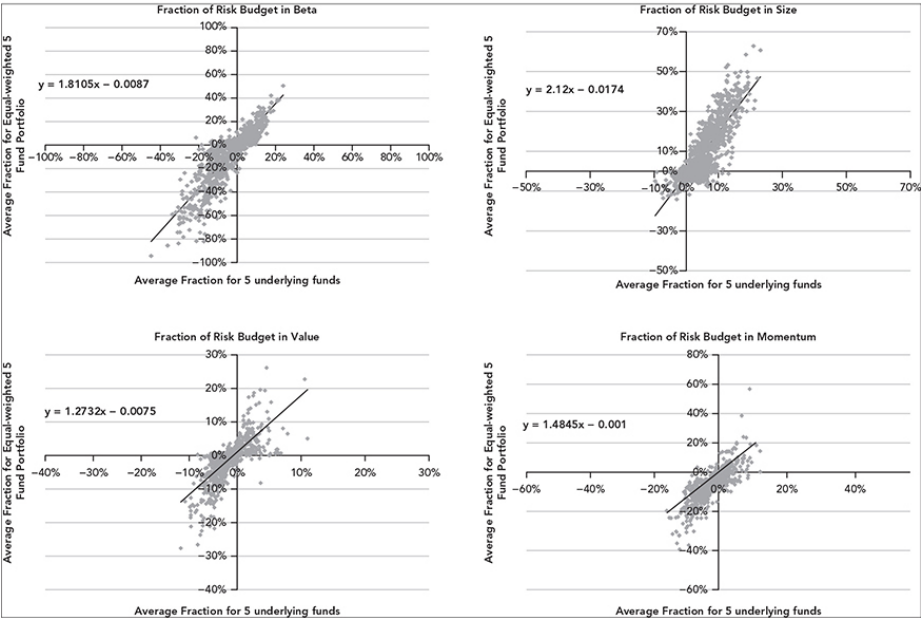 Fraction of Risk Budget in Beta
Average Fraction for Equal-weighted 5
Fund Portfolio
y = 1.8105x − 0.0087
100%
80%
60%
40%
20%
0%
−20%
−40%
−60%
−80%
−100%
−100% −80% −60% −40% −20% 0% 20% 40% 60% 80% 100%
Average Fraction for 5 underlying funds
Fraction of Risk Budget in Size
Average Fraction for Equal-weighted 5
Fund Portfolio
y = 2.12x − 0.0174
70%
50%
30%
10%
−10%
−30%
−50%
−50% −30% −10% 0% 10% 30% 50% 70%
Average Fraction for 5 underlying funds
Fraction of Risk Budget in Value
Average Fraction for Equal-weighted 5
Fund Portfolio
y = 1.2732x − 0.0075
30%
20%
10%
0%
−10%
−20%
−30%
−40%
−40% −30% −20% −10% 0% 10% 20% 30%
Average Fraction for 5 underlying funds
Fraction of Risk Budget in Momentum
Average Fraction for Equal-weighted 5
Fund Portfolio
y = 1.4845x − 0.001
80%
60%
40%
20%
0%
−20%
−40%
−60%
−60% −40% −20% 0% 20% 40%
Average Fraction for 5 underlying funds